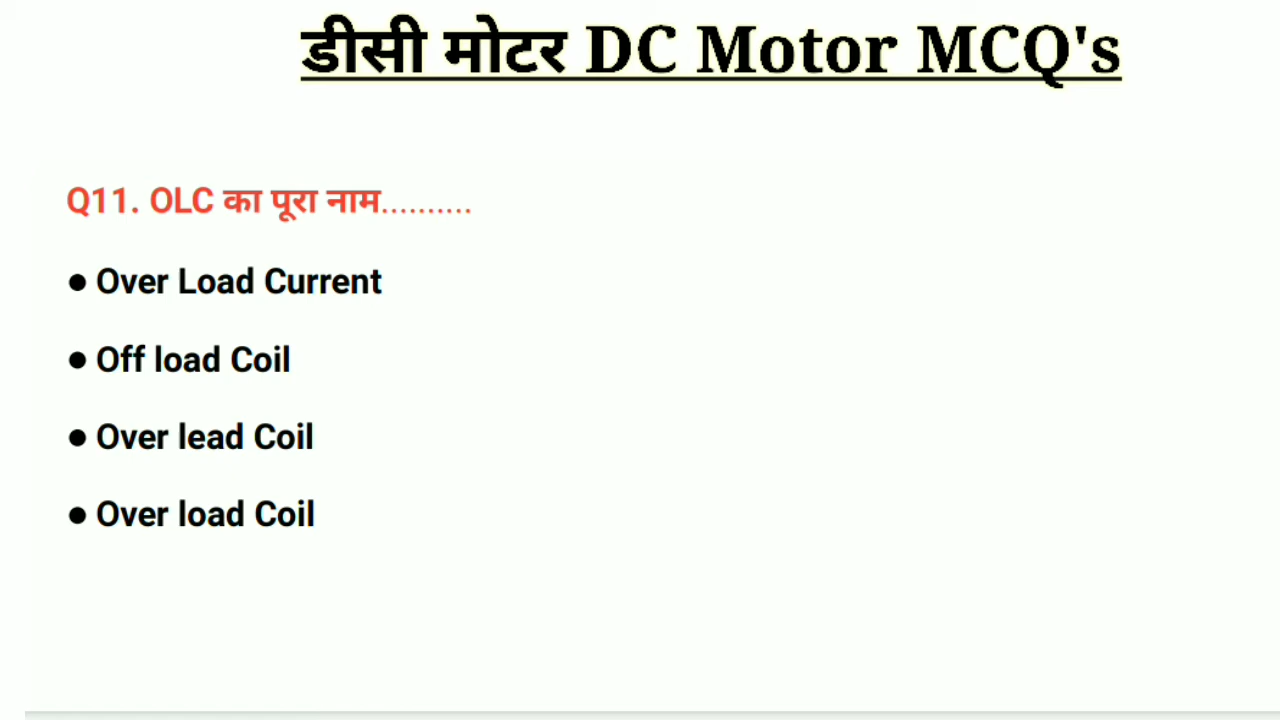 डीसी मोटर DC Motor MCQ's
Q11. OLC का पूरा नाम..........
● Over Load Current
● Off load Coil
● Over lead Coil
● Over load Coil